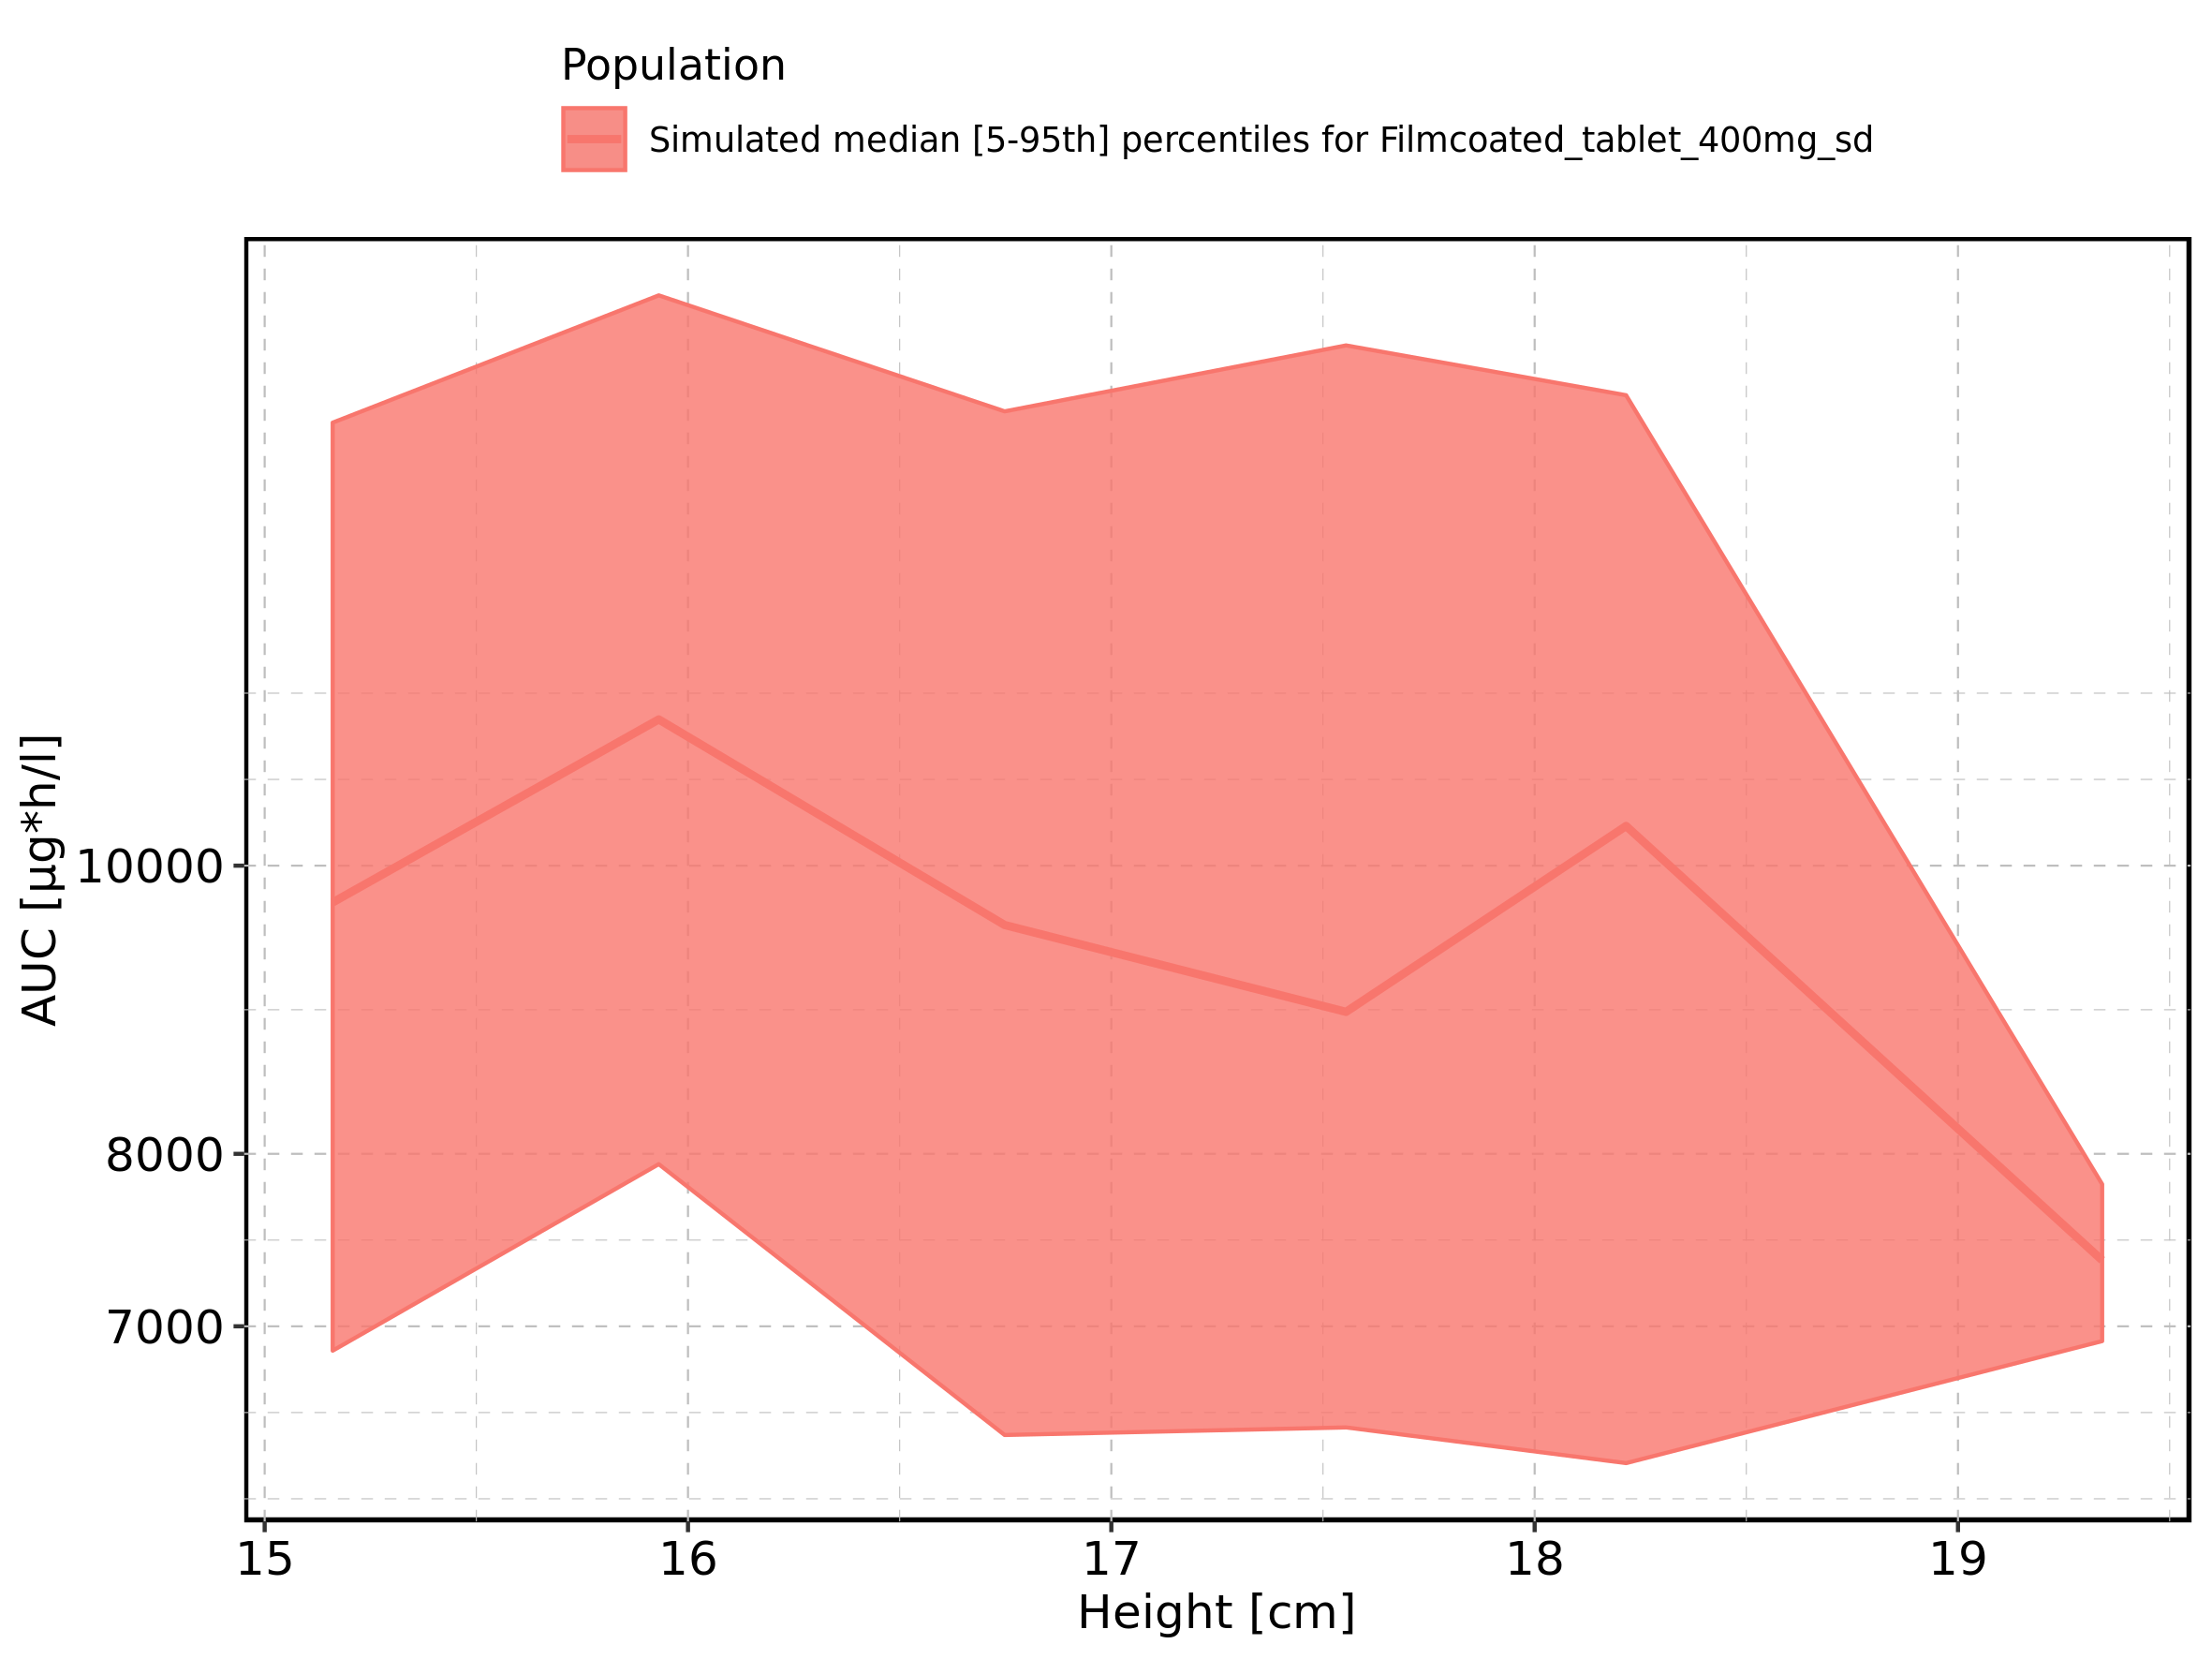 Population
Simulated median [5-95th] percentiles for Filmcoated_tablet_400mg_sd
AUC [µg*h/l]
10000
8000
7000
15 16 17 18 19
Height [cm]